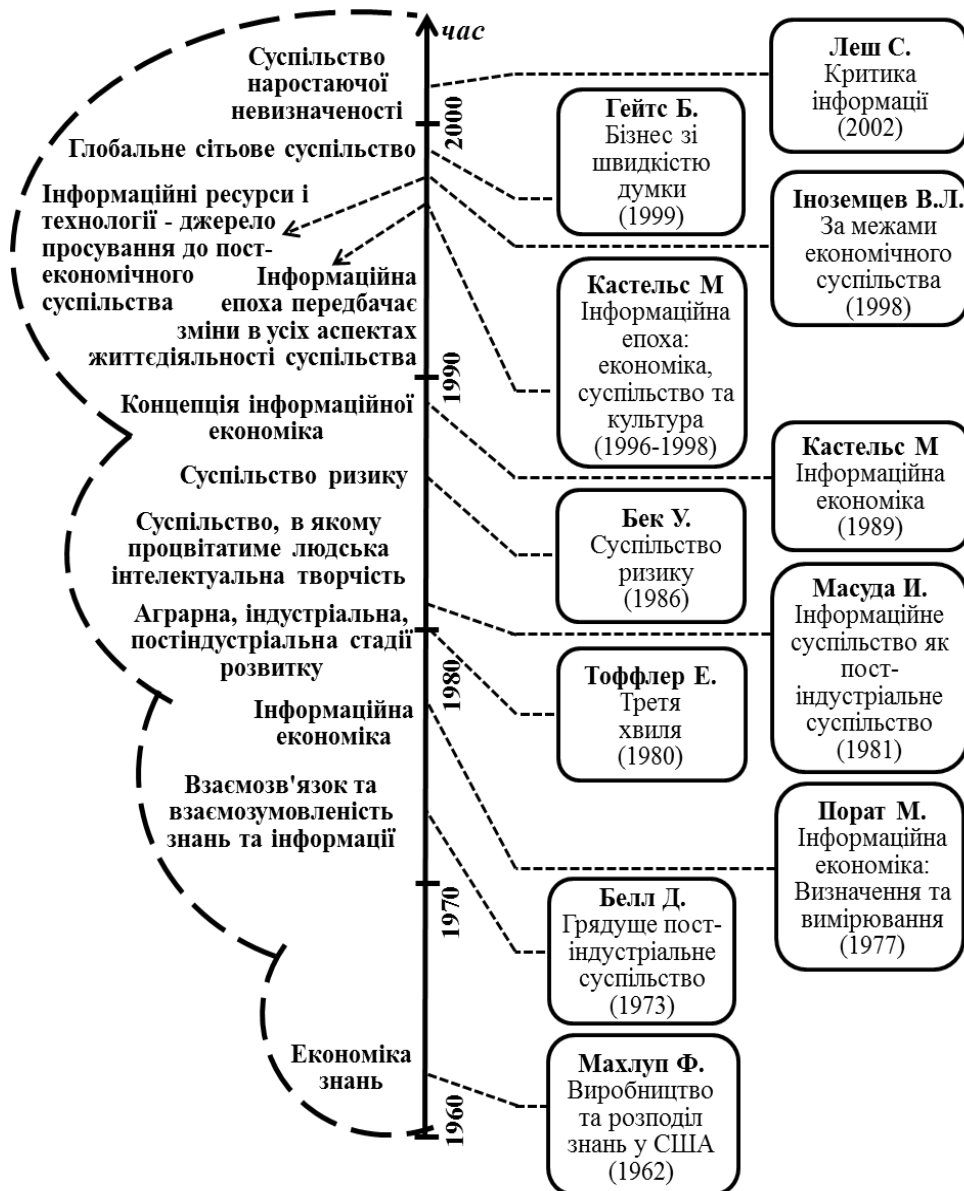 час
Суспільство
наростаючої
невизначеності
2000
Глобальне сітьове суспільство
Інформаційні ресурси і
технології - джерело
просування до пост-
економічного
суспільства
Інформаційна
епоха передбачає
зміни в усіх аспектах
життєдіяльності суспільства
1990
Концепція інформаційної
економіка
Суспільство ризику
Суспільство, в якому
процвітатиме людська
інтелектуальна творчість
Аграрна, індустріальна,
постіндустріальна стадії
розвитку
1980
Інформаційна
економіка
Взаємозв'язок та
взаємозумовленість
знань та інформації
1970
Економіка
знань
1960
Леш С.
Критика
інформації
(2002)
Гейтс Б.
Бізнес зі
швидкістю
думки
(1999)
Іноземцев В.Л.
За межами
економічного
суспільства
(1998)
Кастельс М
Інформаційна
епоха:
економіка,
суспільство та
культура
(1996-1998)
Кастельс М
Інформаційна
економіка
(1989)
Бек У.
Суспільство
ризику
(1986)
Масуда И.
Інформаційне
суспільство як
пост-
індустріальне
суспільство
(1981)
Тоффлер Е.
Третя
хвиля
(1980)
Порат М.
Інформаційна
економіка:
Визначення та
вимірювання
(1977)
Белл Д.
Грядуще пост-
індустріальне
суспільство
(1973)
Махлуп Ф.
Виробництво
та розподіл
знань у США
(1962)